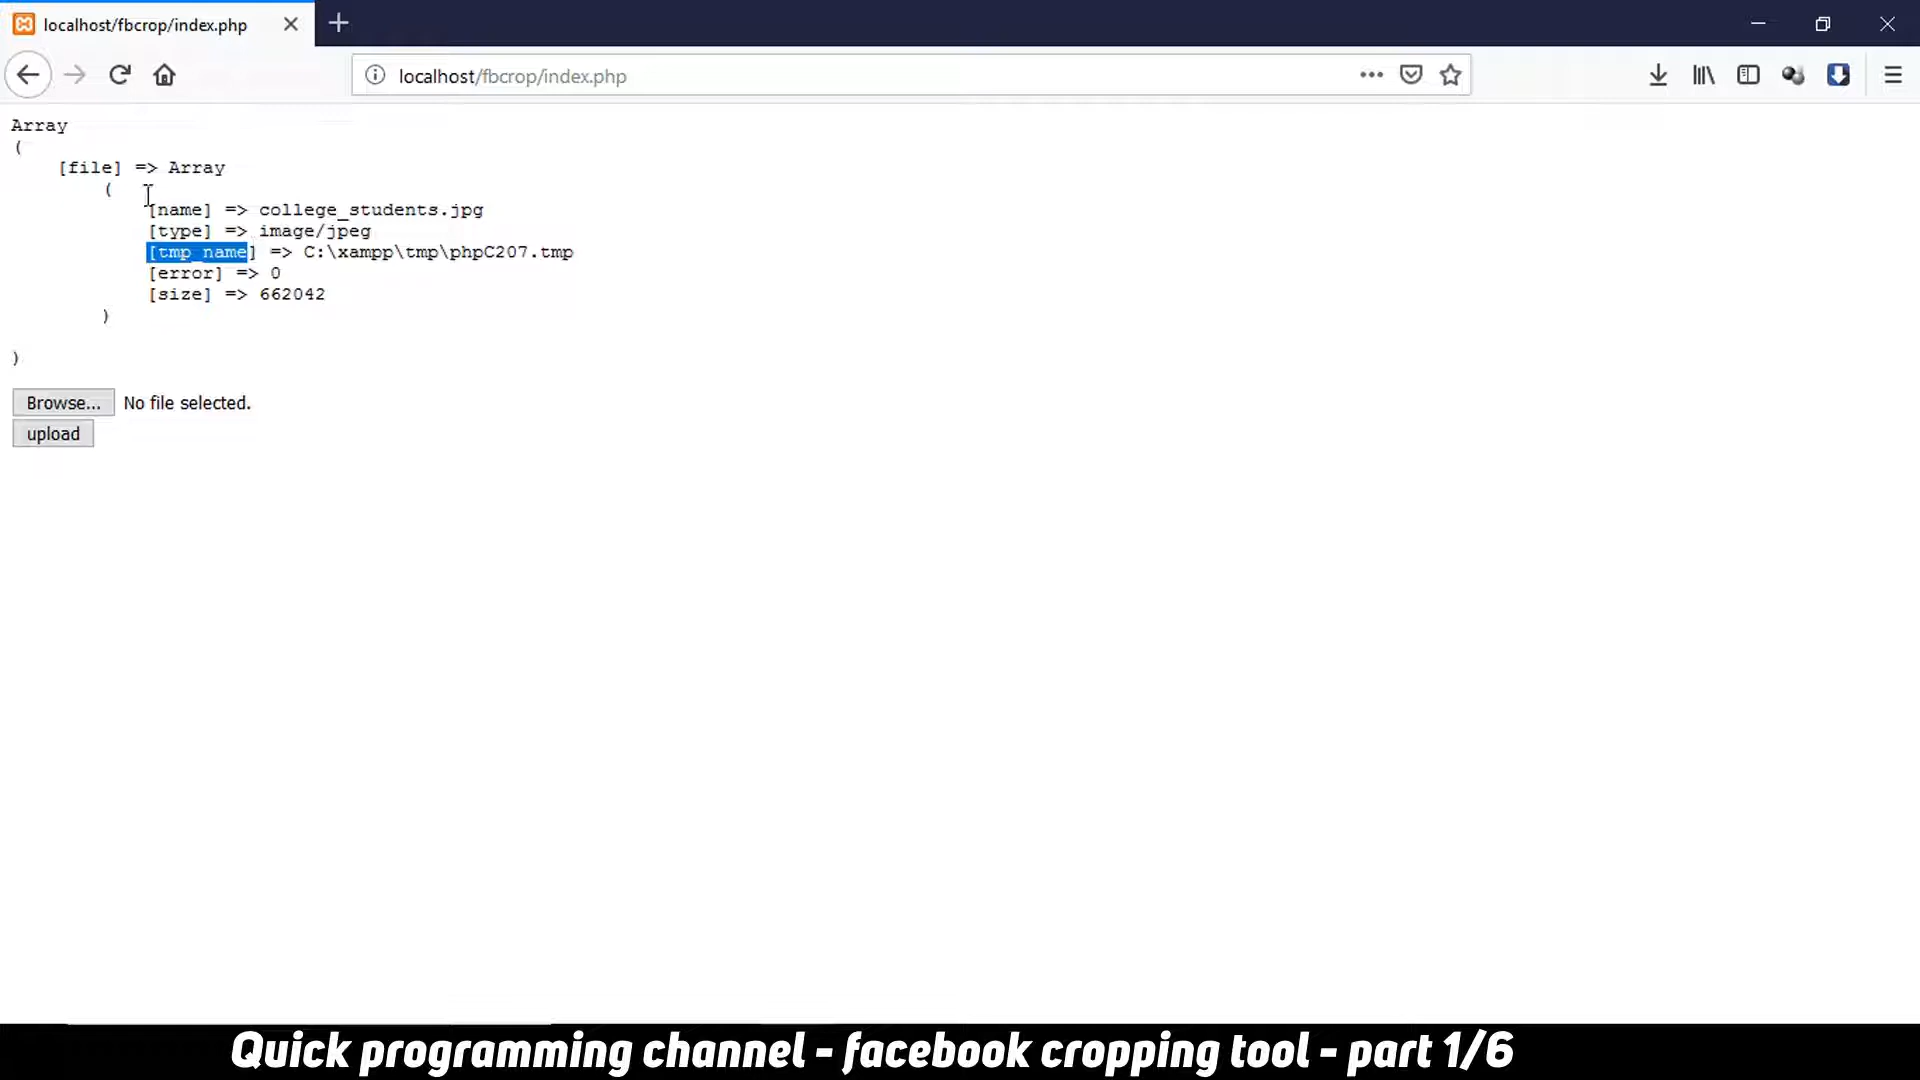 localhost/fbcrop/index.php
localhost/fbcrop/index.php
Array
(
[file] => Array
(
[name] => college_students.jpg
[type] => image/jpeg
[tmp_name] => C:\xampp\tmp\phpC207.tmp
[error] => 0
[size] => 662042
)
)
Browse... No file selected.
upload
Quick programming channel - facebook cropping tool - part 1/6